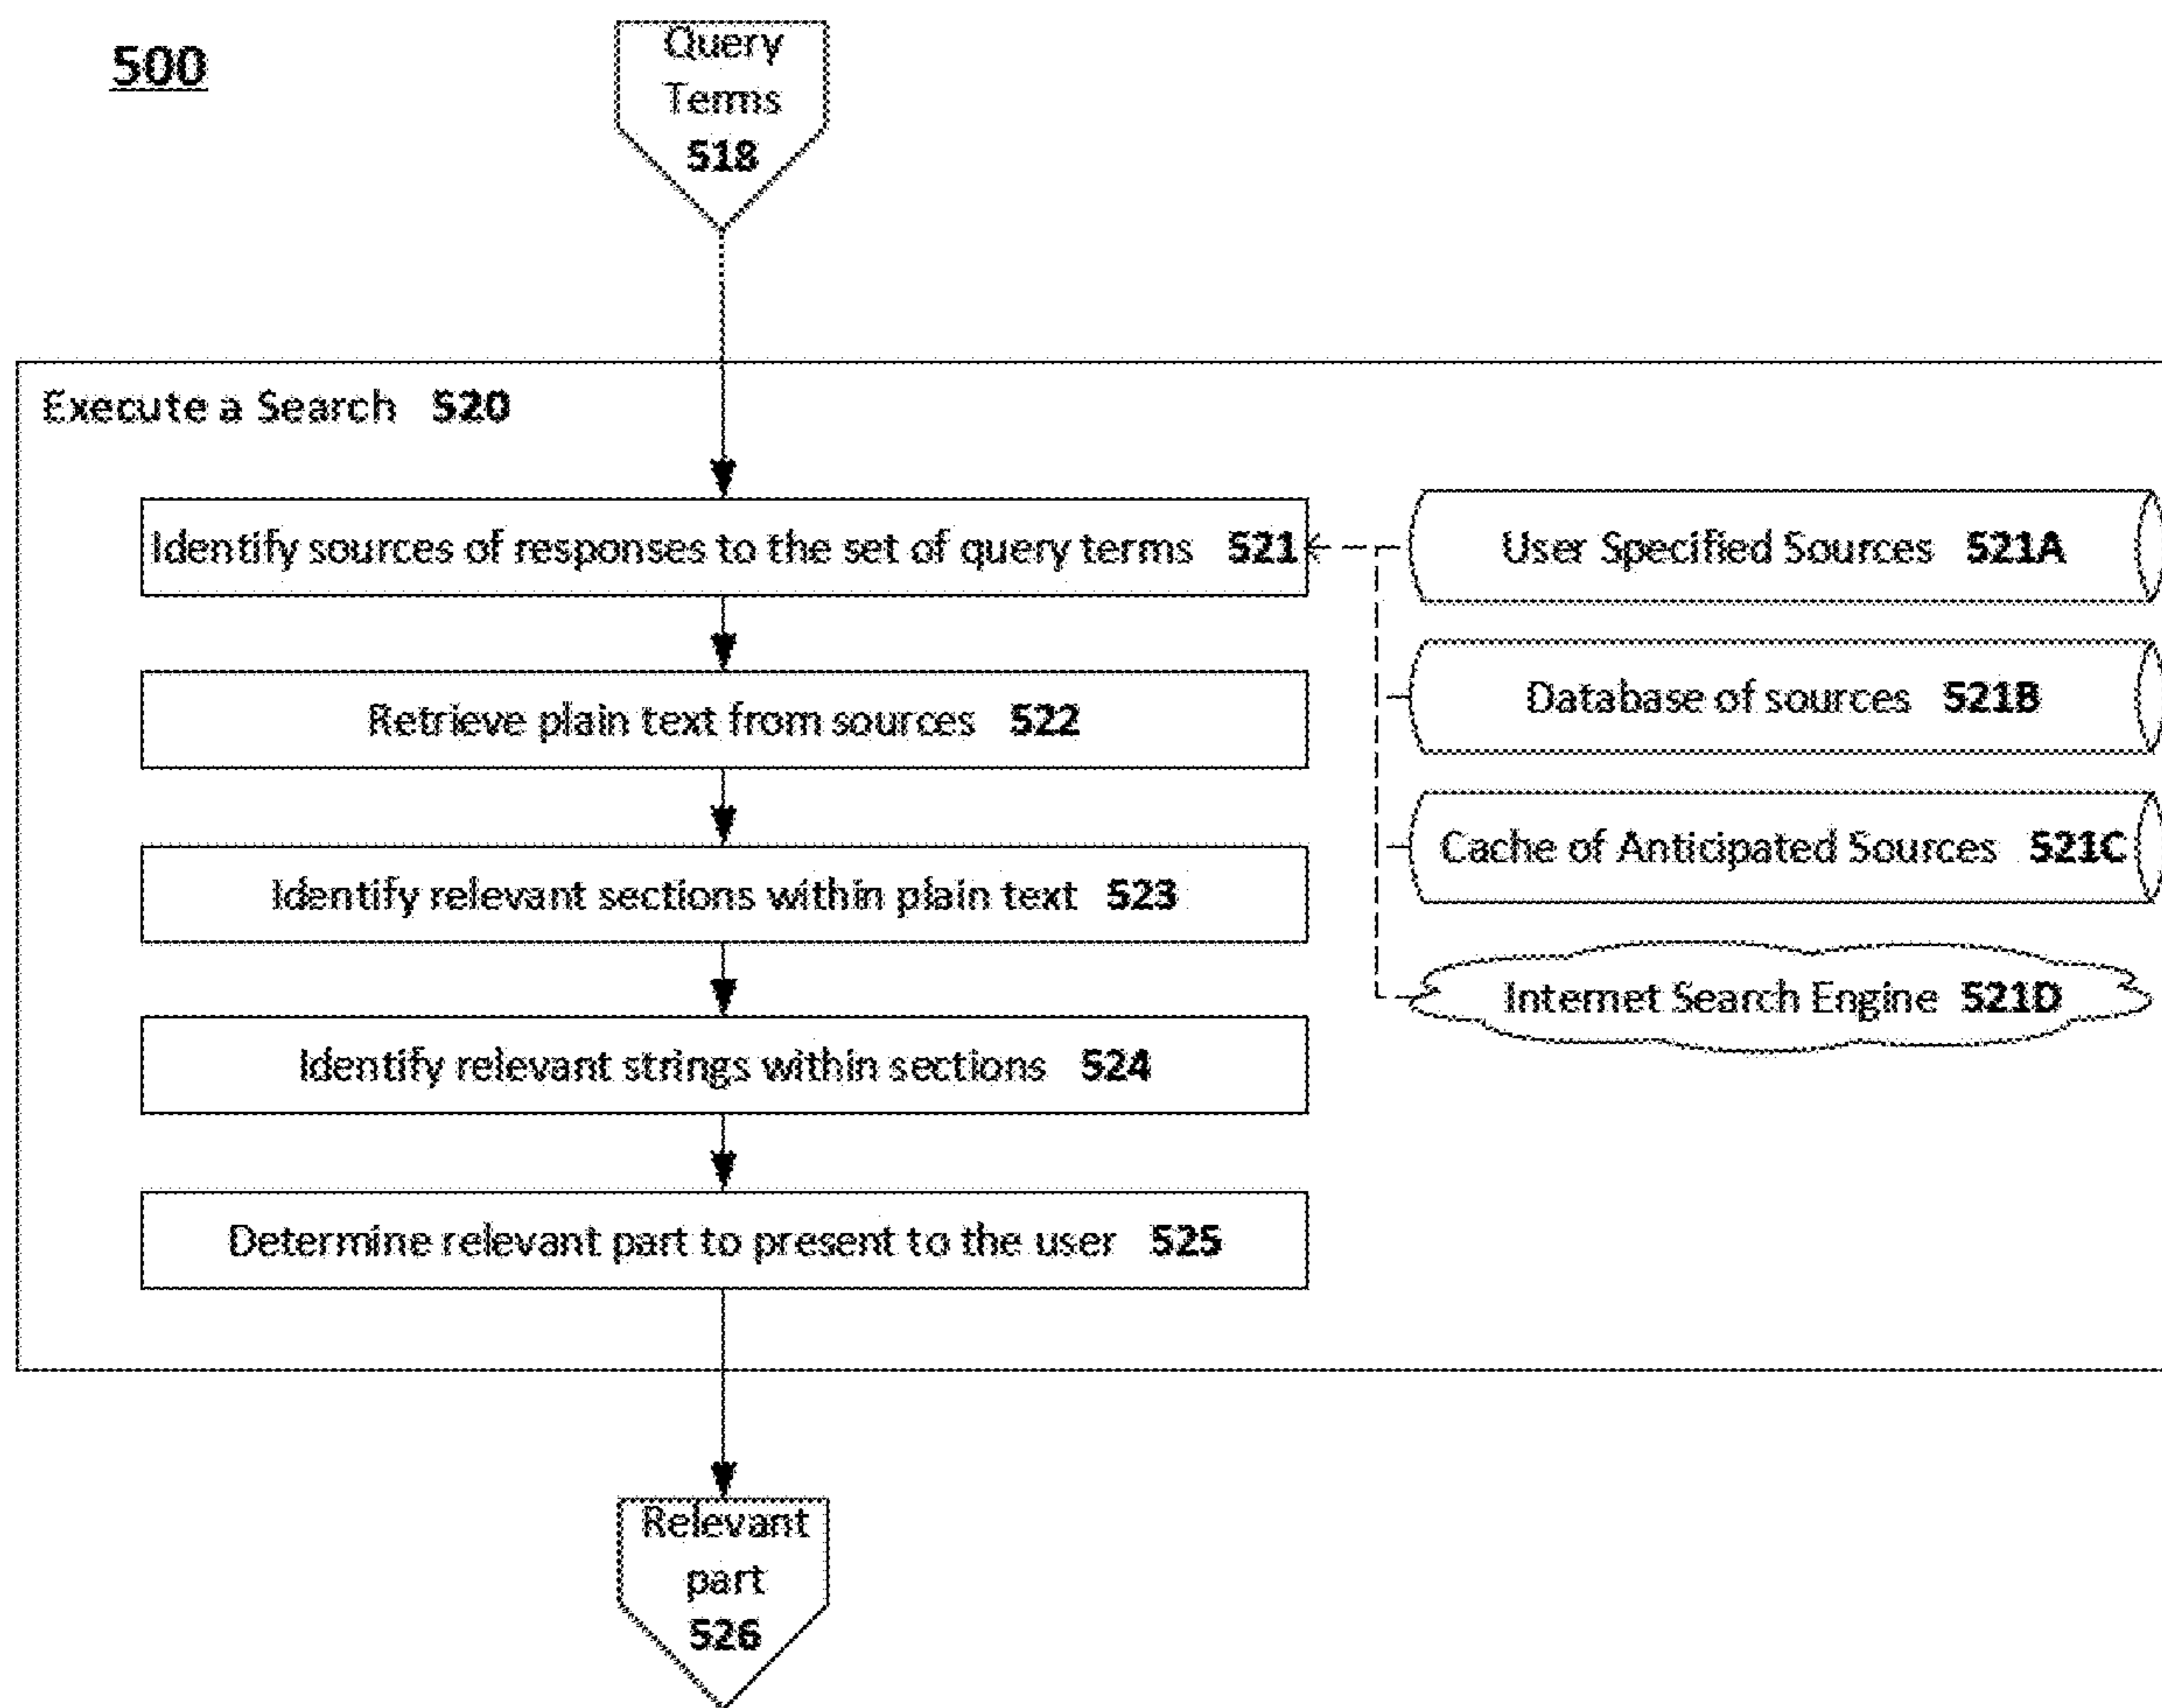 500
Query
Terms
518
Execute a Search 520
Identify sources of responses to the set of query terms 521
User Specified Sources 521A
Retrieve plain text from sources 522
Database of sources 521B
Identify relevant sections within plain text 523
Cache of Anticipated Sources 521C
Identify relevant strings within sections 524
Internet Search Engine 521D
Determine relevant part to present to the user 525
Relevant
part
526